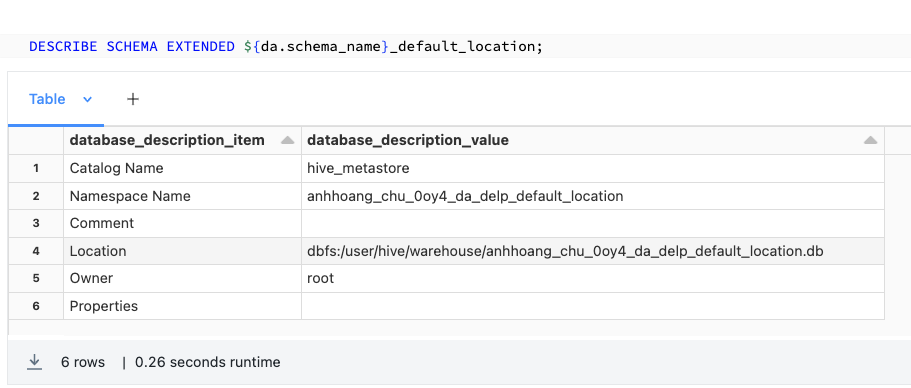 DESCRIBE SCHEMA EXTENDED ${da.schema_name}_default_location;
Table
database_description_item database_description_value
1 Catalog Name hive_metastore
2 Namespace Name anhhoang_chu_0oy4_da_delp_default_location
3 Comment
4 Location dbfs:/user/hive/warehouse/anhhoang_chu_0oy4_da_delp_default_location.db
5 Owner root
6 Properties
6 rows | 0.26 seconds runtime